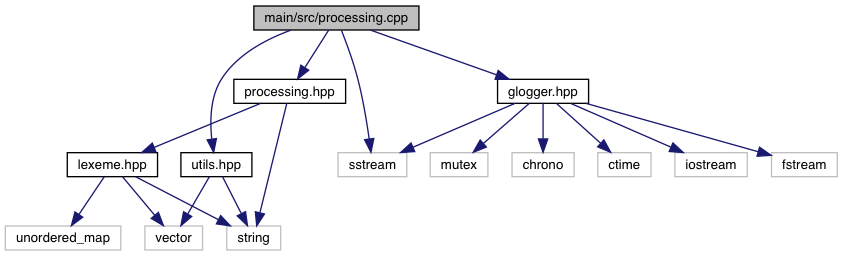 main/src/processing.cpp
processing.hpp
glogger.hpp
lexeme.hpp
utils.hpp
sstream
mutex
chrono
ctime
iostream
fstream
unordered_map
vector
string